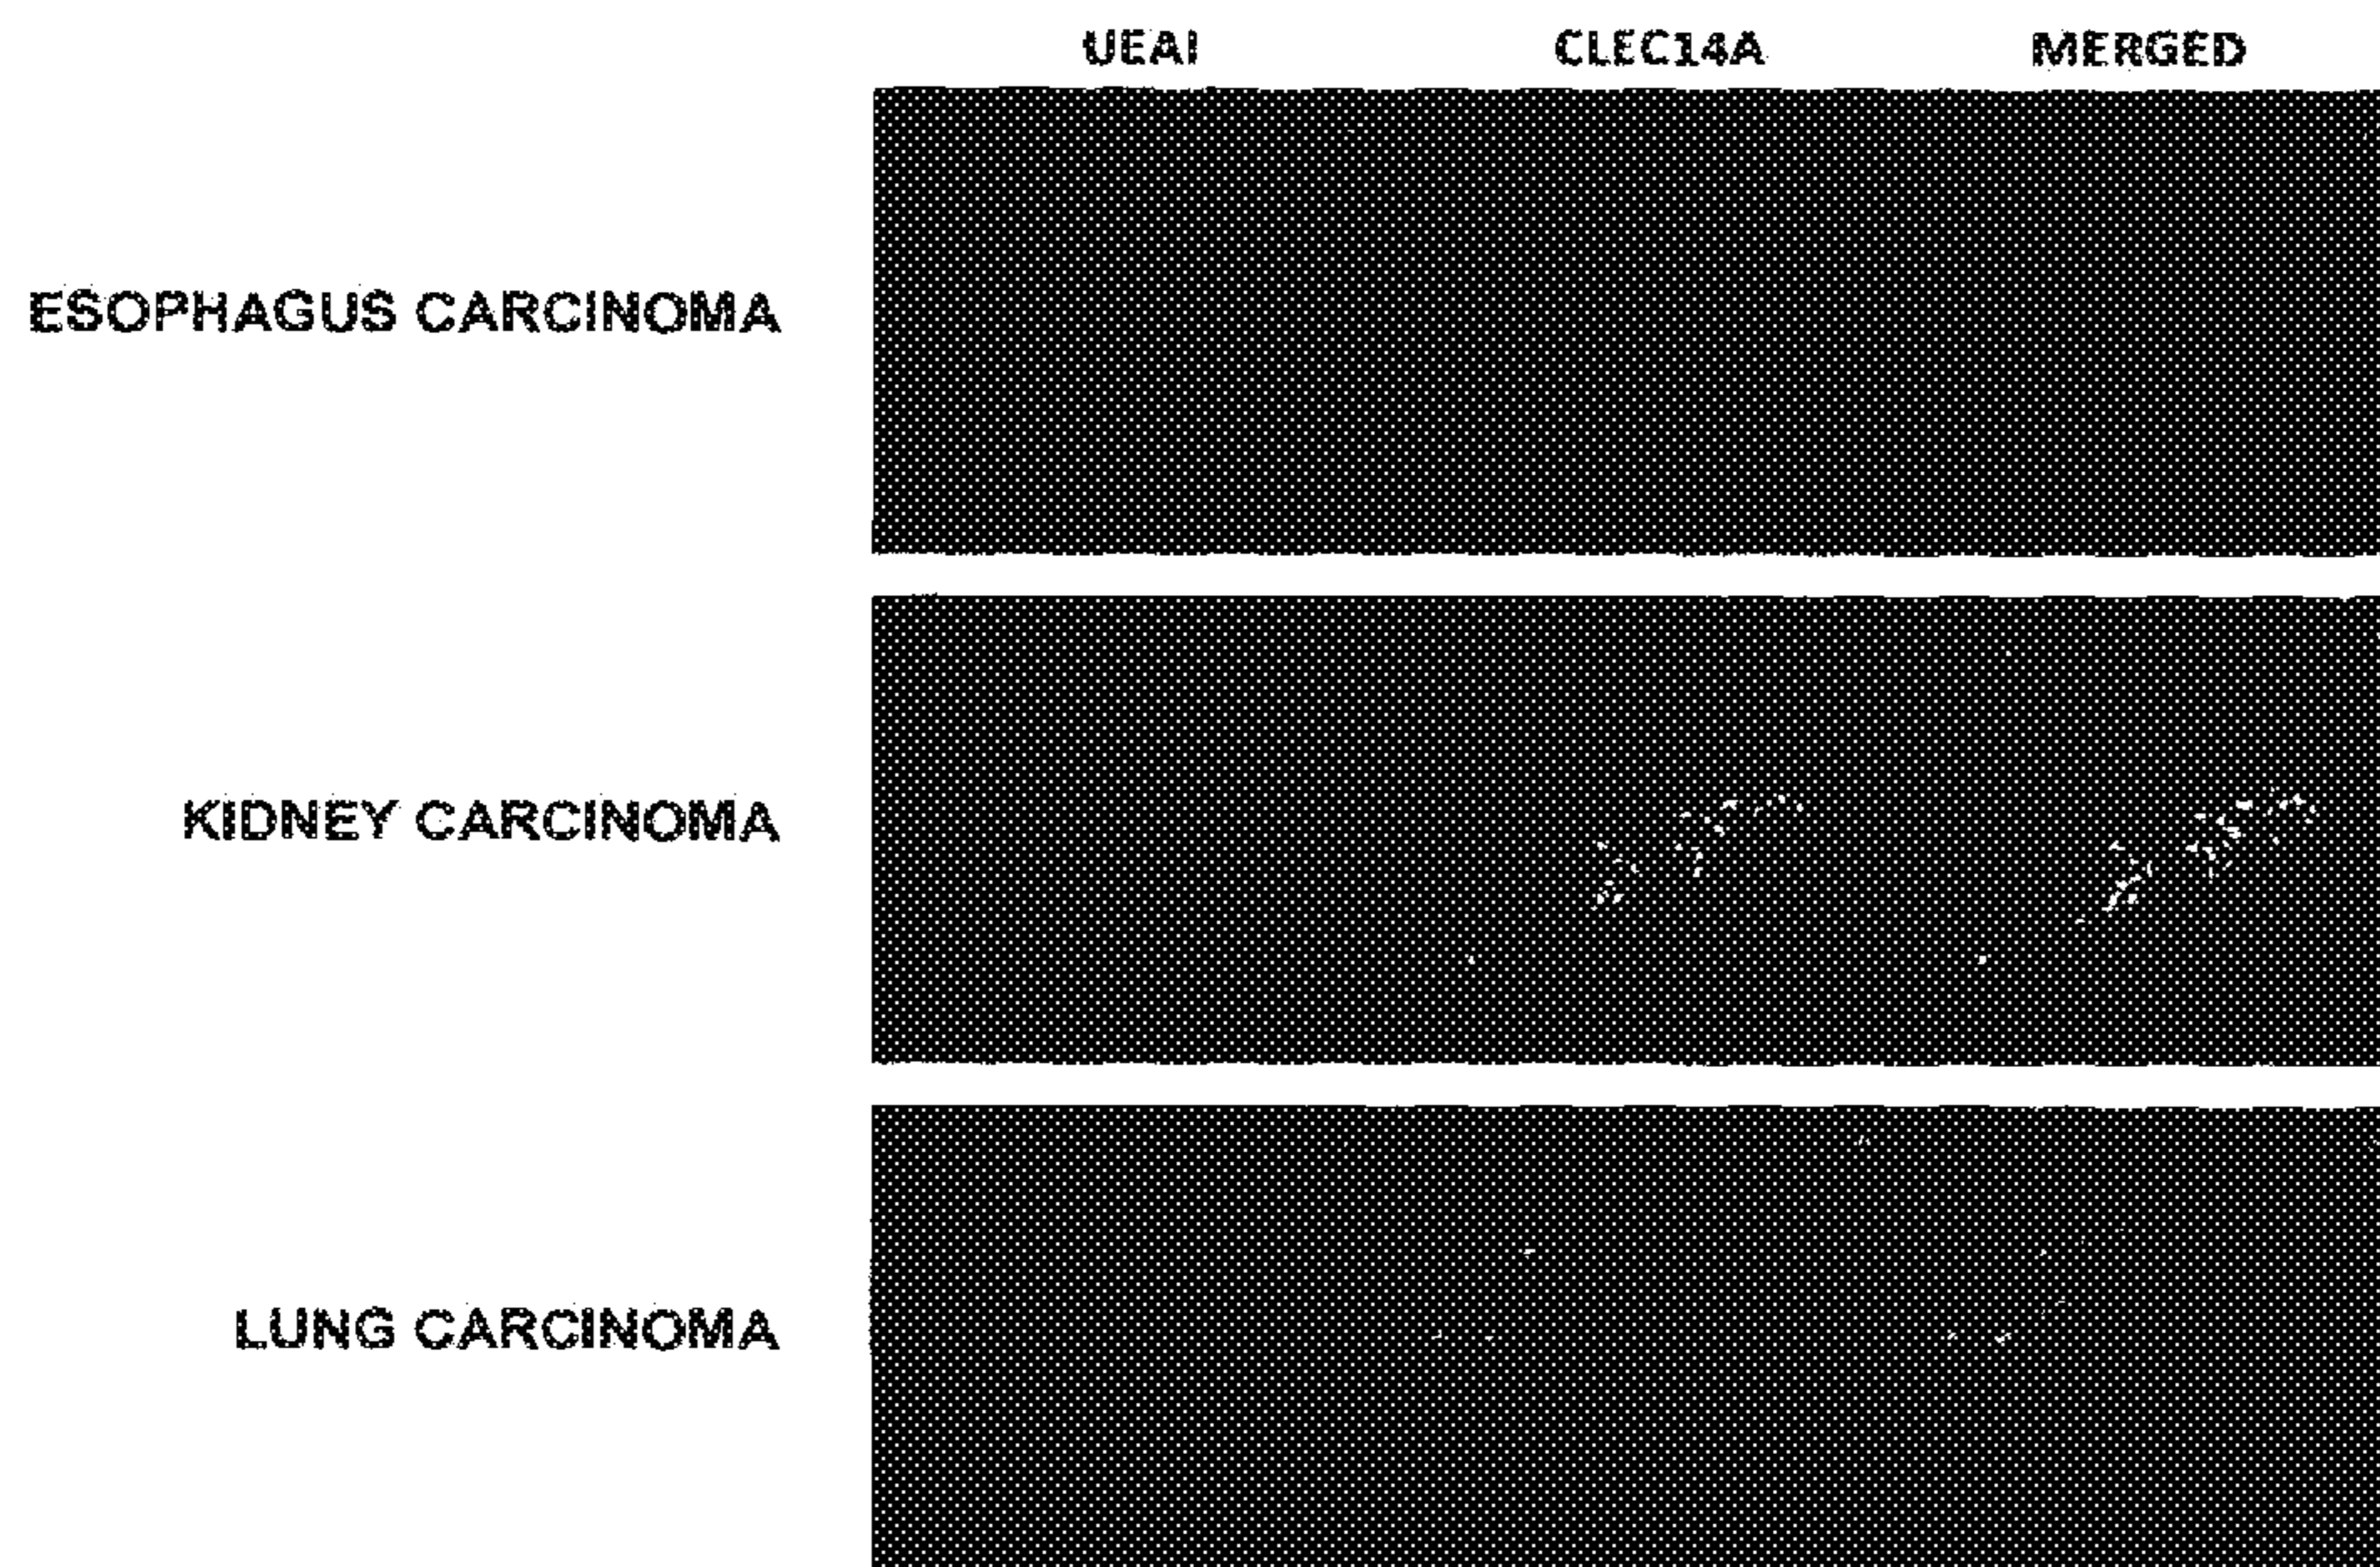 UEAI CLEC14A MERGED
ESOPHAGUS CARCINOMA
KIDNEY CARCINOMA
LUNG CARCINOMA